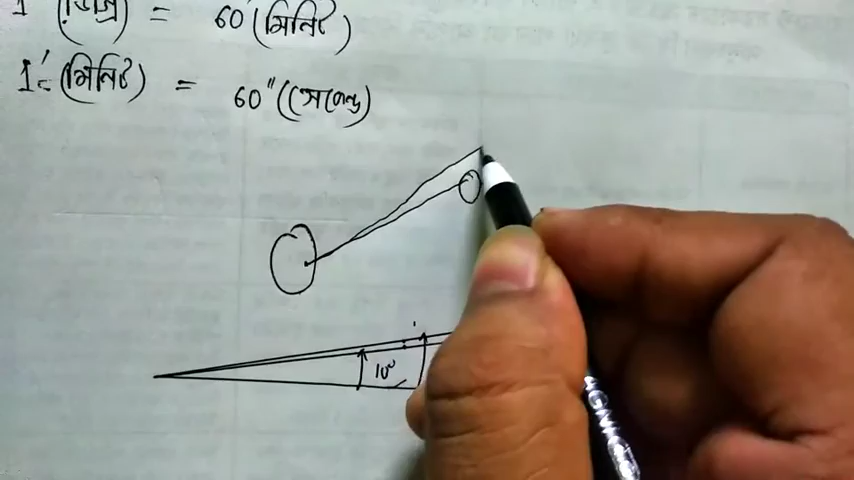 1° (ডিগ্রি) = 60' (মিনিট)
1' = (মিনিট) = 60" (সেকেন্ড)
10°